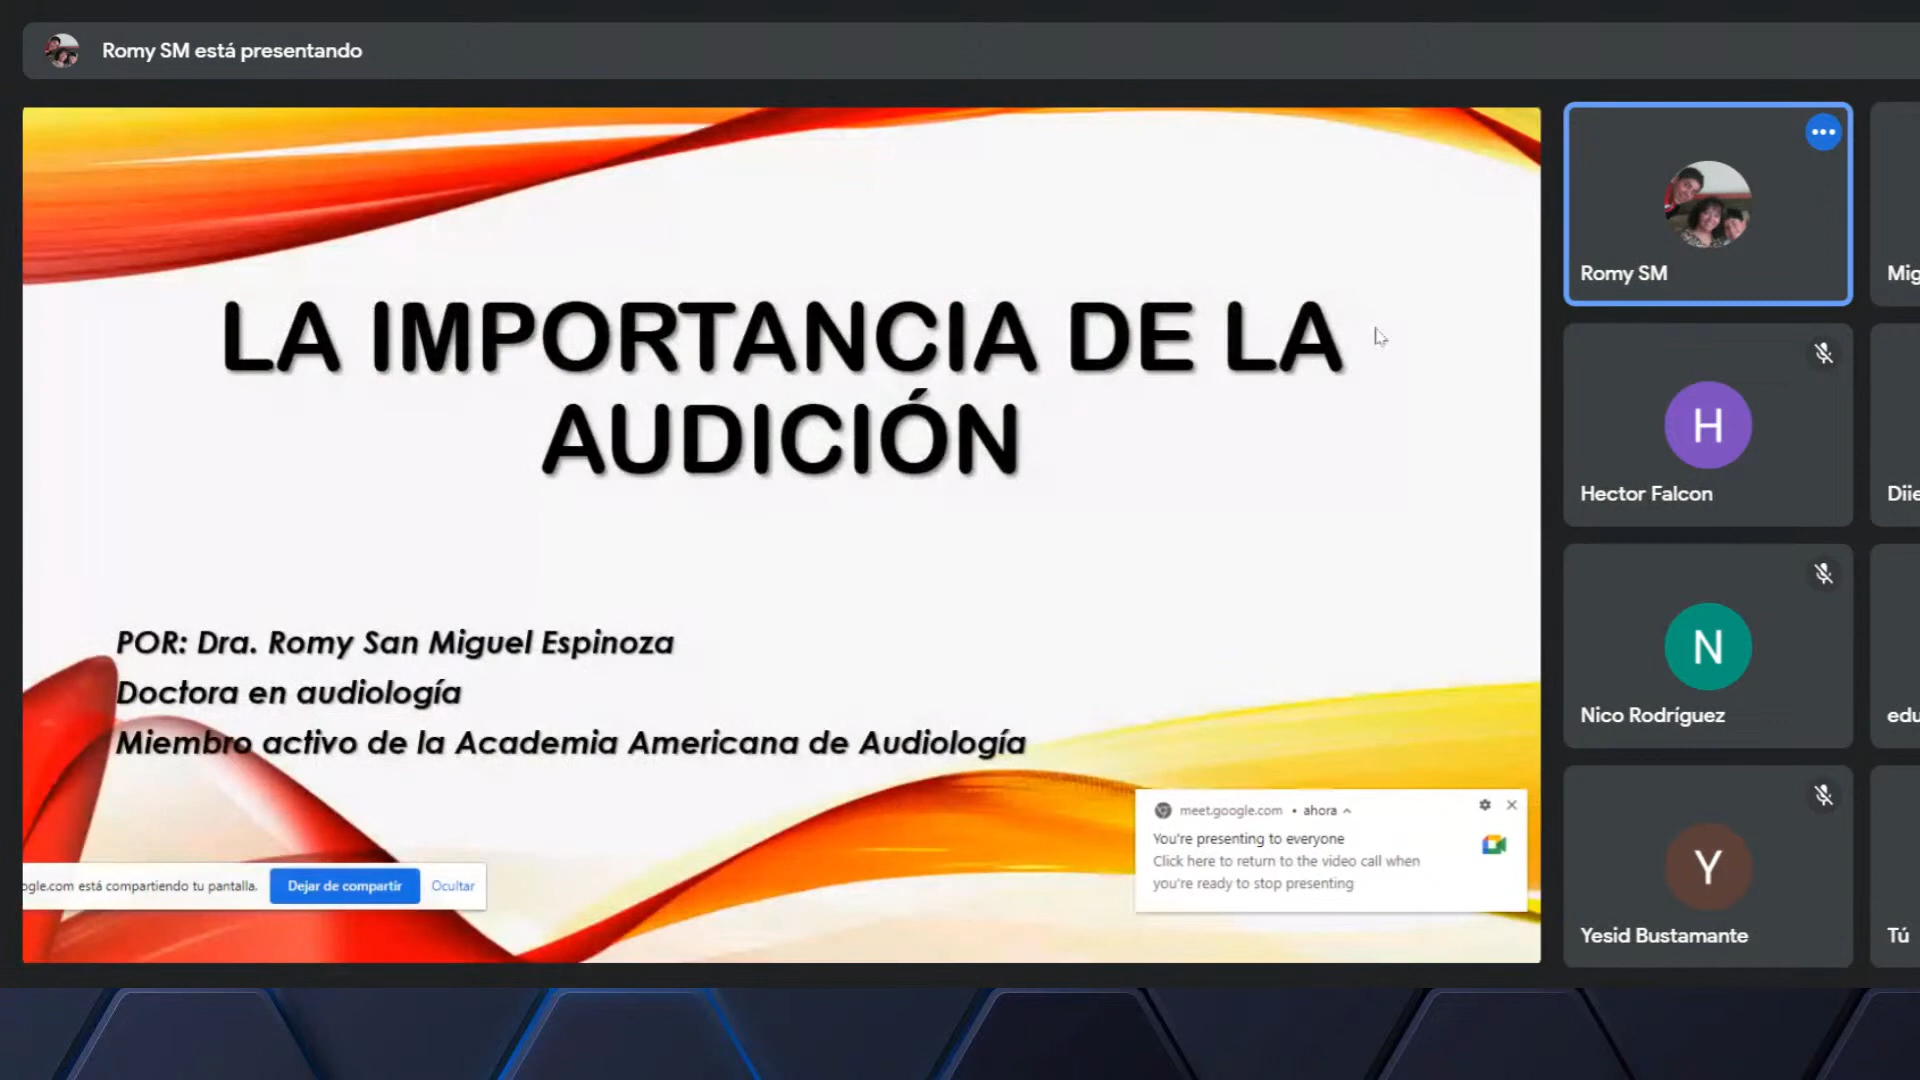 Romy SM está presentando
LA IMPORTANCIA DE LA
AUDICIÓN
POR: Dra. Romy San Miguel Espinoza
Doctora en audiología
Miembro activo de la Academia Americana de Audiología
ogle.com está compartiendo tu pantalla.
Dejar de compartir
Ocultar
meet.google.com • ahora
You're presenting to everyone
Click here to return to the video call when
you're ready to stop presenting
Romy SM
Mig
H
Hector Falcon
Diie
N
Nico Rodríguez
edu
Y
Yesid Bustamante
Tú